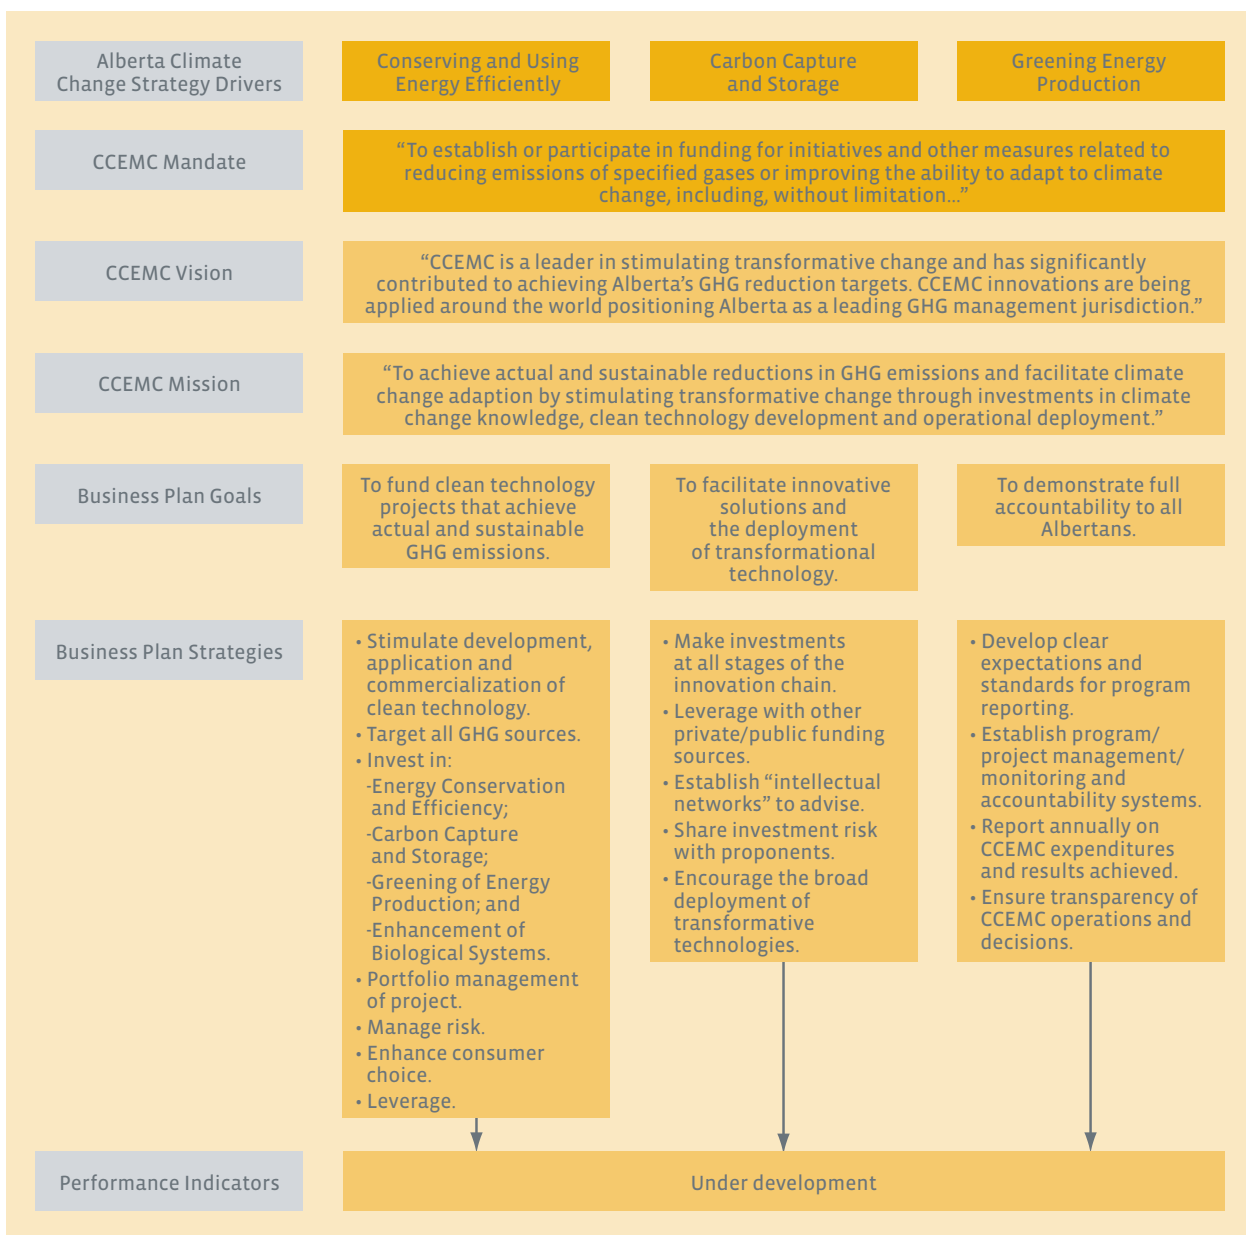 Alberta Climate
Change Strategy Drivers
Conserving and Using
Energy Efficiently
Carbon Capture
and Storage
Greening Energy
Production
CCEMC Mandate
“To establish or participate in funding for initiatives and other measures related to
reducing emissions of specified gases or improving the ability to adapt to climate
change, including, without limitation...”
CCEMC Vision
“CCEMC is a leader in stimulating transformative change and has significantly
contributed to achieving Alberta’s GHG reduction targets. CCEMC innovations are being
applied around the world positioning Alberta as a leading GHG management jurisdiction.”
CCEMC Mission
“To achieve actual and sustainable reductions in GHG emissions and facilitate climate
change adaption by stimulating transformative change through investments in climate
change knowledge, clean technology development and operational deployment.”
Business Plan Goals
To fund clean technology
projects that achieve
actual and sustainable
GHG emissions.
To facilitate innovative
solutions and
the deployment
of transformational
technology.
To demonstrate full
accountability to all
Albertans.
Business Plan Strategies
• Stimulate development,
application and
commercialization of
clean technology.
• Target all GHG sources.
• Invest in:
-Energy Conservation
and Efficiency;
-Carbon Capture
and Storage;
-Greening of Energy
Production; and
-Enhancement of
Biological Systems.
• Portfolio management
of project.
• Manage risk.
• Enhance consumer
choice.
• Leverage.
• Make investments
at all stages of the
innovation chain.
• Leverage with other
private/public funding
sources.
• Establish “intellectual
networks” to advise.
• Share investment risk
with proponents.
• Encourage the broad
deployment of
transformative
technologies.
• Develop clear
expectations and
standards for program
reporting.
• Establish program/
project management/
monitoring and
accountability systems.
• Report annually on
CCEMC expenditures
and results achieved.
• Ensure transparency of
CCEMC operations and
decisions.
Performance Indicators
Under development